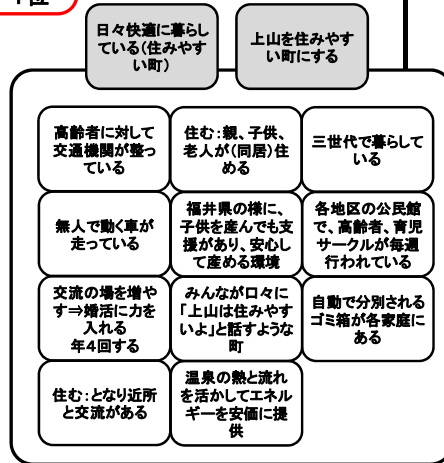 1位
日々快適に暮らし
ている(住みやす
い町)
上山を住みやす
い町にする
高齢者に対して
交通機関が整っ
ている
住む:親、子供、
老人が(同居)住
める
三世代で暮らして
いる
無人で動く車が
走っている
福井県の様に、
子供を産んでも支
援があり、安心し
て産める環境
各地区の公民館
で、高齢者、育児
サークルが毎週
行われている
交流の場を増や
す⇒婚活に力を
入れる
年4回する
みんなが口々に
「上山は住みやす
いよ」と話すような
町
自動で分別される
ゴミ箱が各家庭に
ある
住む:となり近所
と交流がある
温泉の熱と流れ
を活かしてエネル
ギーを安価に提
供